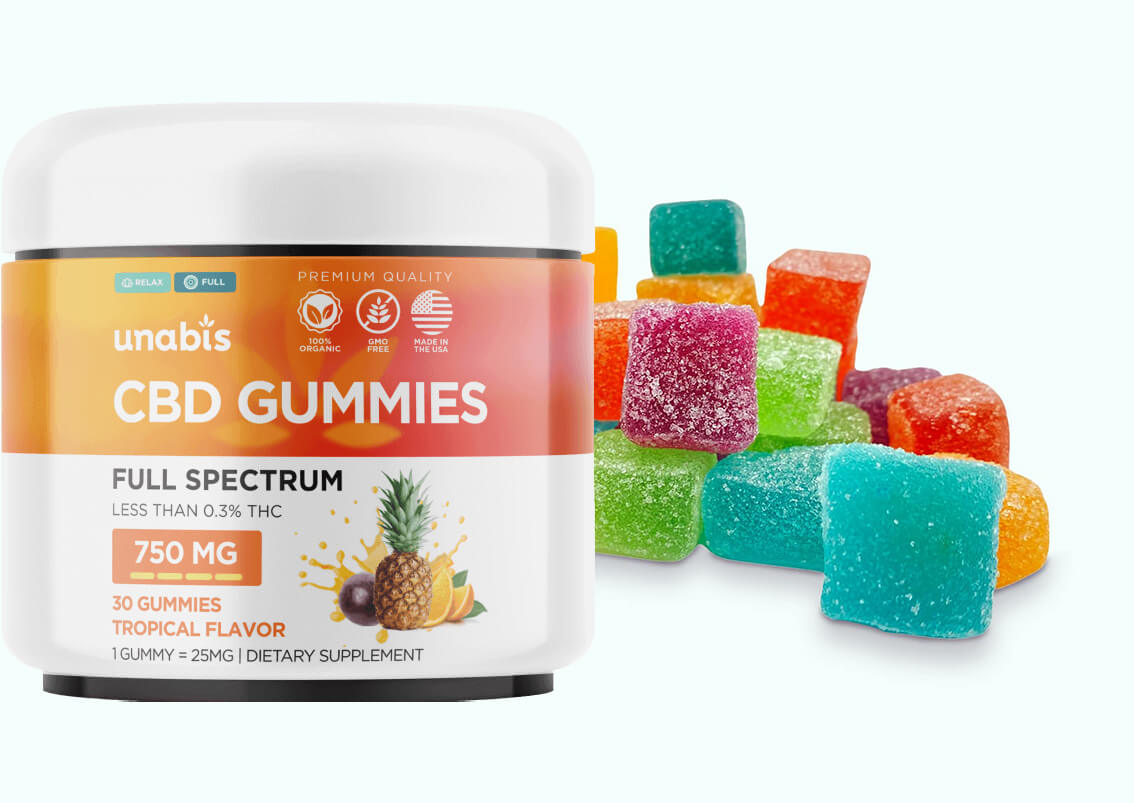 RELAX FULL
PREMIUM QUALITY
unabis
100%
ORGANIC
GMO
FREE
MADE IN
THE USA
CBD GUMMIES
FULL SPECTRUM
LESS THAN 0.3% THC
750 MG
30 GUMMIES
TROPICAL FLAVOR
1 GUMMY = 25MG | DIETARY SUPPLEMENT